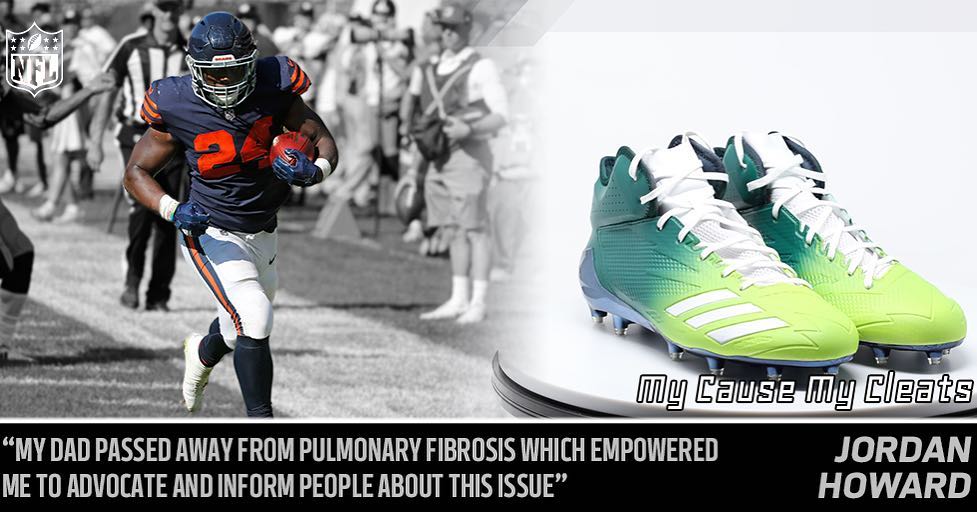 NFL
BEARS
24
My Cause My Cleats
“MY DAD PASSED AWAY FROM PULMONARY FIBROSIS WHICH EMPOWERED
ME TO ADVOCATE AND INFORM PEOPLE ABOUT THIS ISSUE”
JORDAN
HOWARD